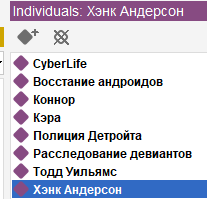 Individuals: Хэнк Андерсон
CyberLife
Восстание андроидов
Коннор
Кэра
Полиция Детройта
Расследование девиантов
Тодд Уильямс
Хэнк Андерсон